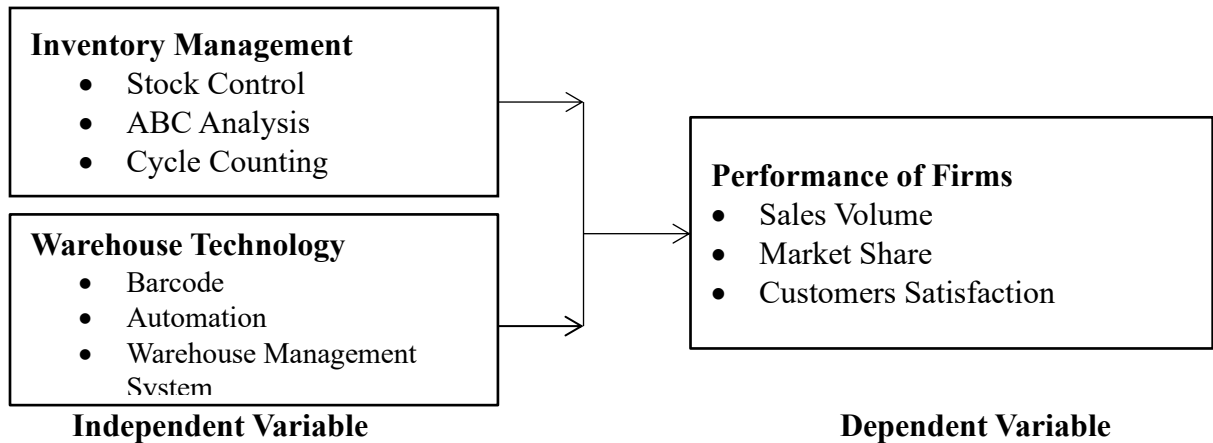 Inventory Management
• Stock Control
• ABC Analysis
• Cycle Counting
Warehouse Technology
• Barcode
• Automation
• Warehouse Management
System
Independent Variable
Performance of Firms
• Sales Volume
• Market Share
• Customers Satisfaction
Dependent Variable